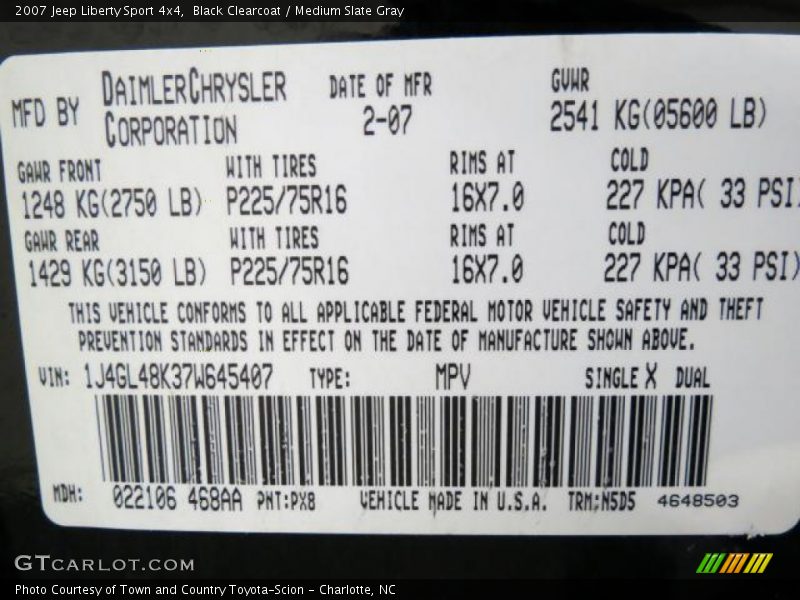 2007 Jeep Liberty Sport 4x4, Black Clearcoat / Medium Slate Gray
MFD BY DAIMLERCHRYSLER CORPORATION DATE OF MFR 2-07 GVWR 2541 KG(05600 LB)
GAWR FRONT WITH TIRES RIMS AT COLD
1248 KG(2750 LB) P225/75R16 16X7.0 227 KPA( 33 PSI)
GAWR REAR WITH TIRES RIMS AT COLD
1429 KG(3150 LB) P225/75R16 16X7.0 227 KPA( 33 PSI)
THIS VEHICLE CONFORMS TO ALL APPLICABLE FEDERAL MOTOR VEHICLE SAFETY AND THEFT
PREVENTION STANDARDS IN EFFECT ON THE DATE OF MANUFACTURE SHOWN ABOVE.
VIN: 1J4GL48K37W645407 TYPE: MPV SINGLE X DUAL
MDH: 022106 468AA PNT:PX8 VEHICLE MADE IN U.S.A. TRM:N5D5 4648503
GTCARLOT.COM
Photo Courtesy of Town and Country Toyota-Scion - Charlotte, NC